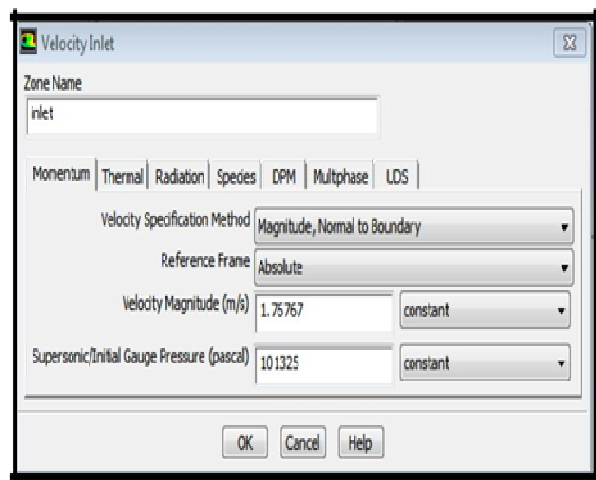 Velocity Inlet
Zone Name
inlet
Momentum Thermal Radiation Species DPM Multiphase UDS
Velocity Specification Method Magnitude, Normal to Boundary
Reference Frame Absolute
Velocity Magnitude (m/s) 1.75767 constant
Supersonic/Initial Gauge Pressure (pascal) 101325 constant
OK Cancel Help